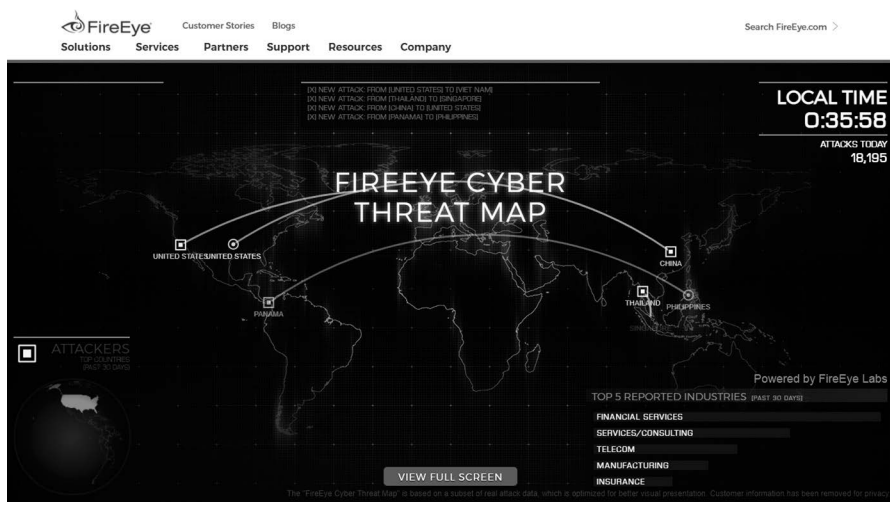 FireEye
Customer Stories Blogs
Search FireEye.com
Solutions Services Partners Support Resources Company
[X] NEW ATTACK: FROM [UNITED STATES] TO [VIET NAM]
[X] NEW ATTACK: FROM [THAILAND] TO [SINGAPORE]
[X] NEW ATTACK: FROM [CHINA] TO [UNITED STATES]
[X] NEW ATTACK: FROM [PANAMA] TO [PHILIPPINES]
LOCAL TIME
0:35:58
ATTACKS TODAY
18,195
FIREEYE CYBER
THREAT MAP
UNITED STATES
UNITED STATES
CHINA
THAILAND
PHILIPPINES
PANAMA
ATTACKERS
TOP COUNTRIES
(PAST 30 DAYS)
Powered by FireEye Labs
TOP 5 REPORTED INDUSTRIES (PAST 30 DAYS)
FINANCIAL SERVICES
SERVICES/CONSULTING
TELECOM
MANUFACTURING
INSURANCE
VIEW FULL SCREEN
The "FireEye Cyber Threat Map" is based on a subset of real attack data, which is optimized for better visual presentation. Customer information has been removed for privacy